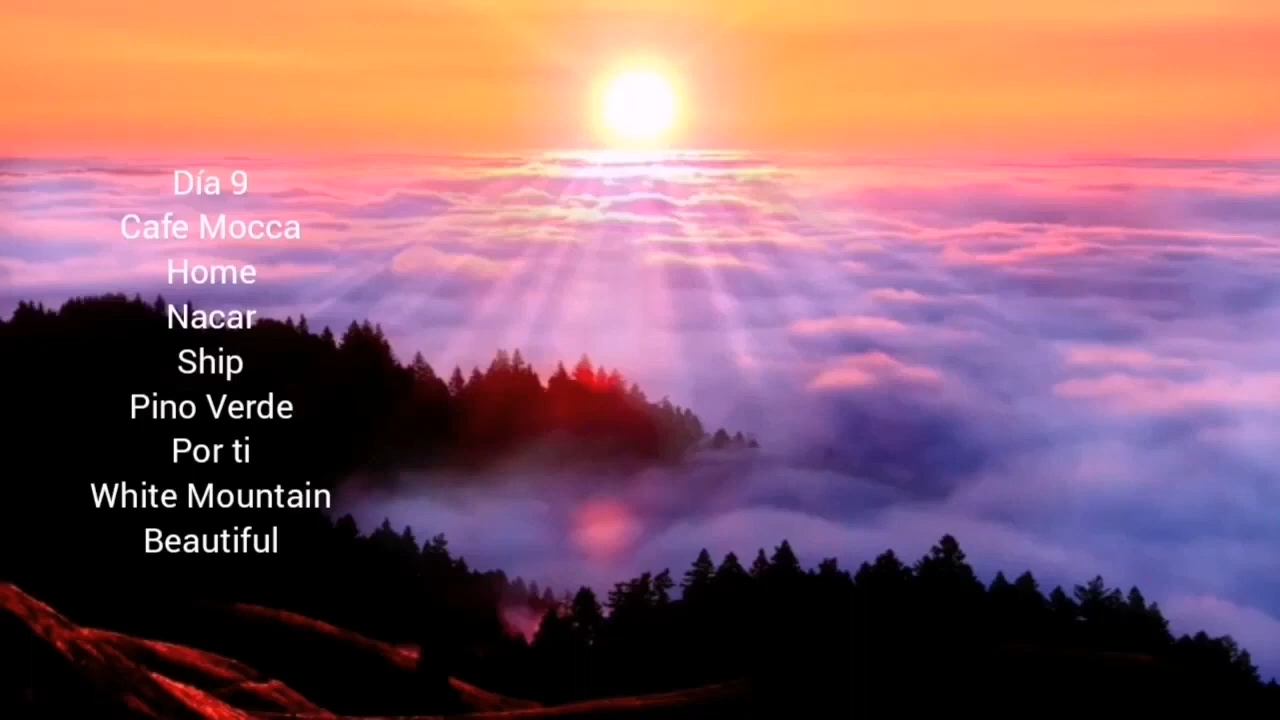 Día 9
Cafe Mocca
Home
Nacar
Ship
Pino Verde
Por ti
White Mountain
Beautiful